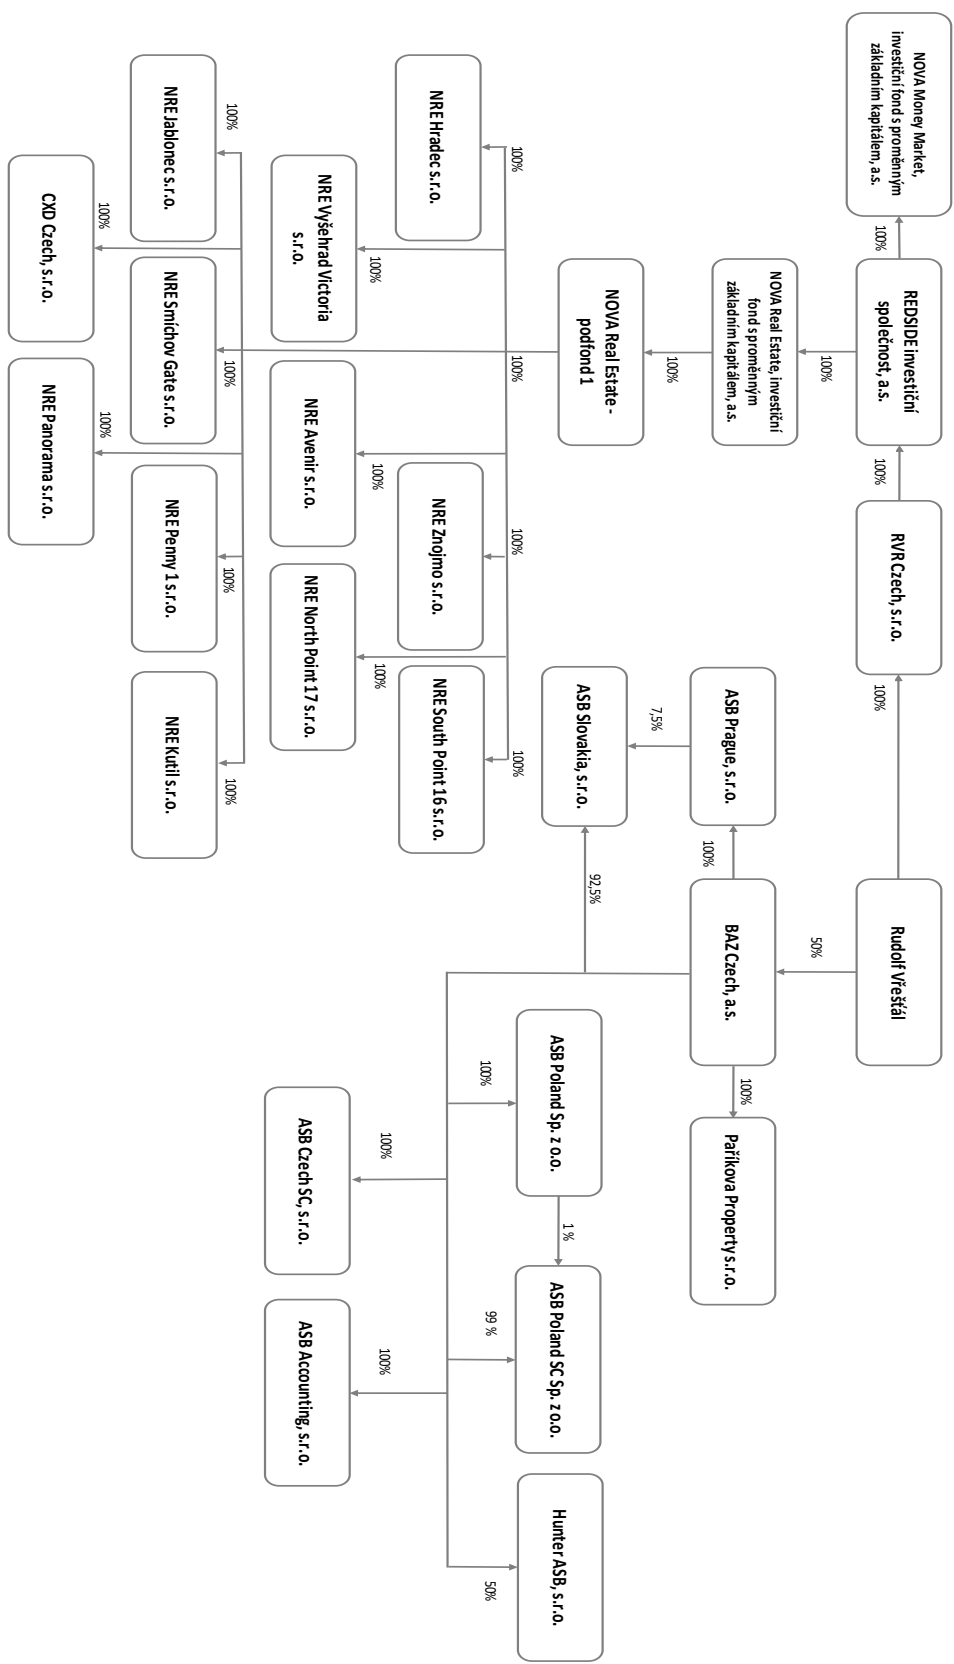 NOVA Money Market,
investiční fond s proměnným
základním kapitálem, a.s.
100%
REDSIDE investiční
společnost, a.s.
100%
RVR Czech, s.r.o.
100%
Rudolf Vřešťál
100%
50%
NOVA Real Estate, investiční
fond s proměnným
základním kapitálem, a.s.
ASB Prague, s.r.o.
100%
BAZ Czech, a.s.
100%
Paříkova Property s.r.o.
100%
7,5%
NOVA Real Estate -
podfond 1
ASB Slovakia, s.r.o.
92,5%
ASB Poland Sp. z o.o.
1 %
ASB Poland SC Sp. z o.o.
Hunter ASB, s.r.o.
100%
100%
100%
100%
100%
99 %
50%
NRE Hradec s.r.o.
NRE Znojmo s.r.o.
NRE South Point 16 s.r.o.
100%
100%
100%
100%
100%
NRE Vyšehrad Victoria
s.r.o.
NRE Avenir s.r.o.
NRE North Point 17 s.r.o.
ASB Czech SC, s.r.o.
ASB Accounting, s.r.o.
100%
100%
100%
100%
NRE Jablonec s.r.o.
NRE Smíchov Gate s.r.o.
NRE Penny 1 s.r.o.
NRE Kutil s.r.o.
100%
100%
CXD Czech, s.r.o.
NRE Panorama s.r.o.